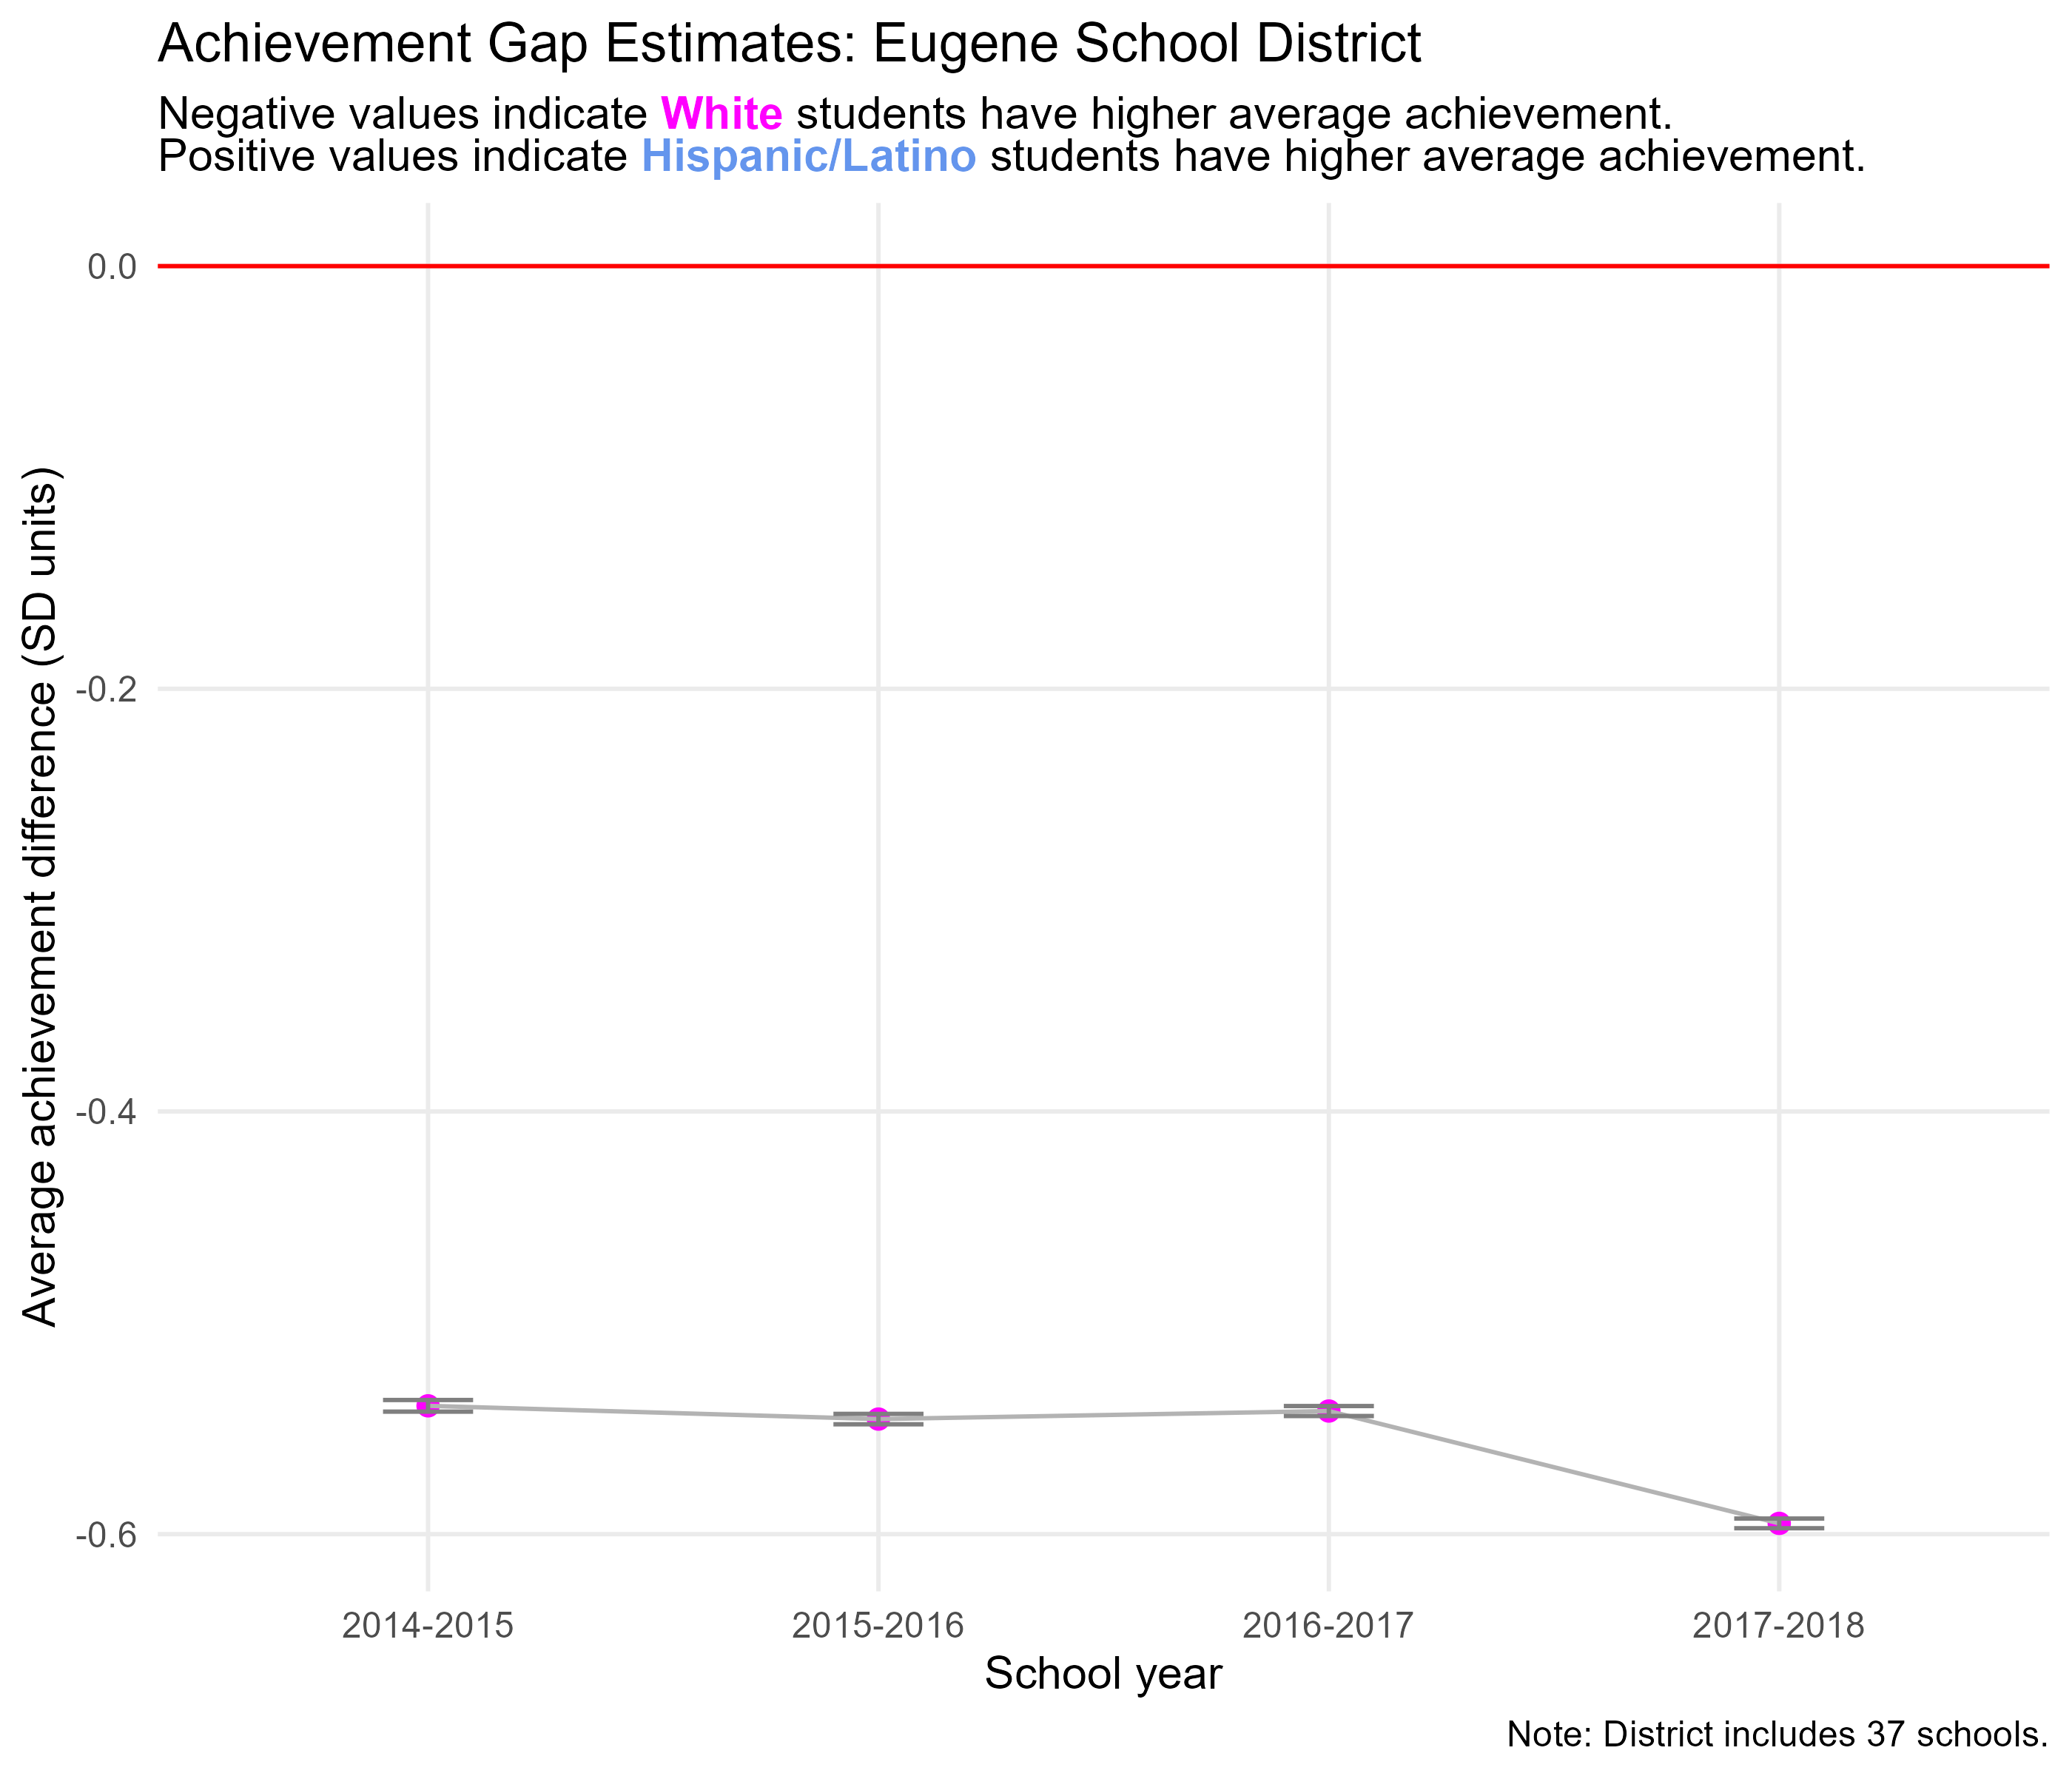 Achievement Gap Estimates: Eugene School District
Negative values indicate White students have higher average achievement.
Positive values indicate Hispanic/Latino students have higher average achievement.
Average achievement difference (SD units)
0.0
-0.2
-0.4
-0.6
2014-2015
2015-2016
2016-2017
2017-2018
School year
Note: District includes 37 schools.